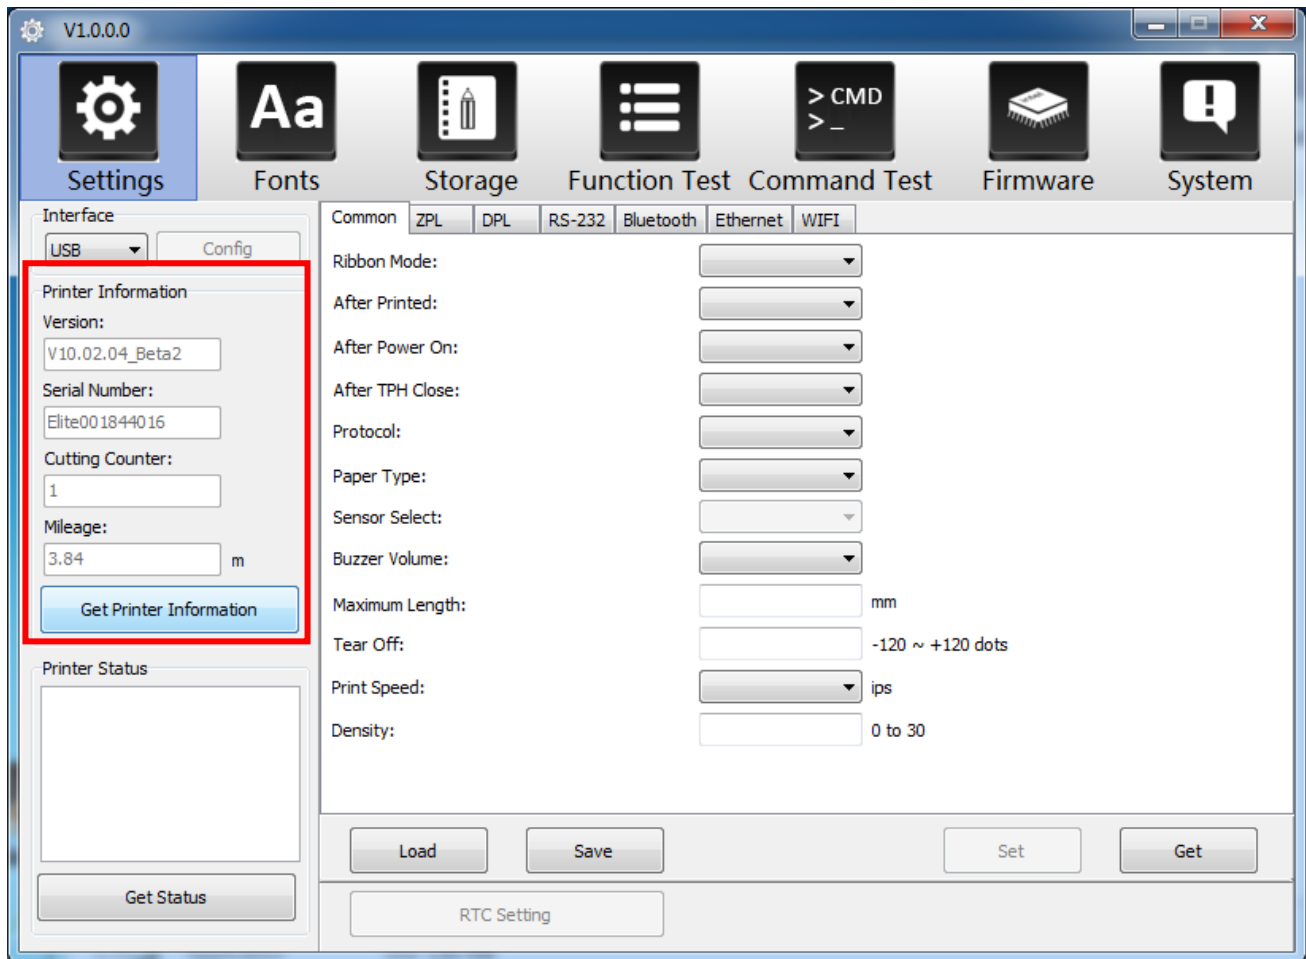 V1.0.0.0
Aa
> CMD
> _
Settings
Fonts
Storage
Function Test
Command Test
Firmware
System
Interface
USB
Config
Printer Information
Version:
V10.02.04_Beta2
Serial Number:
Elite001844016
Cutting Counter:
1
Mileage:
3.84 m
Get Printer Information
Printer Status
Get Status
Common ZPL DPL RS-232 Bluetooth Ethernet WIFI
Ribbon Mode:
After Printed:
After Power On:
After TPH Close:
Protocol:
Paper Type:
Sensor Select:
Buzzer Volume:
Maximum Length: mm
Tear Off: -120 ~ +120 dots
Print Speed: ips
Density: 0 to 30
Load
Save
Set
Get
RTC Setting